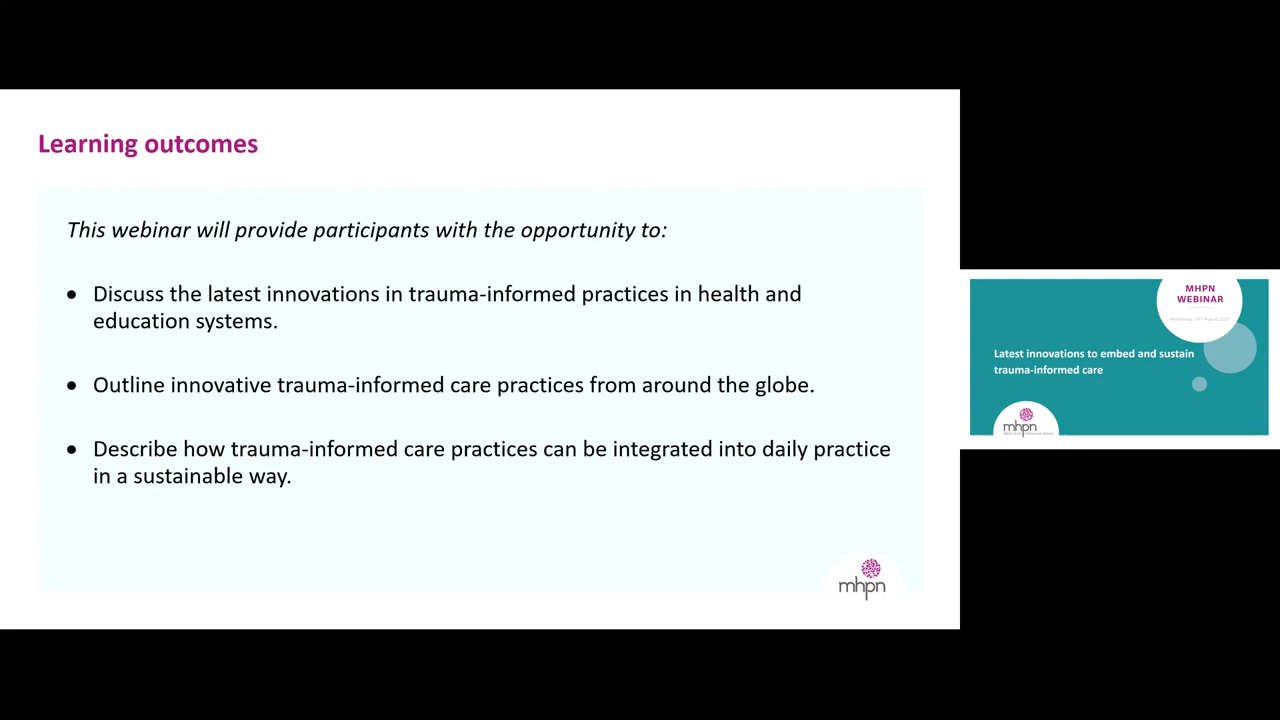 Learning outcomes
This webinar will provide participants with the opportunity to:
• Discuss the latest innovations in trauma-informed practices in health and
education systems.
• Outline innovative trauma-informed care practices from around the globe.
• Describe how trauma-informed care practices can be integrated into daily practice
in a sustainable way.
mhpn
MHPN
WEBINAR
Latest innovations to embed and sustain
trauma-informed care
mhpn